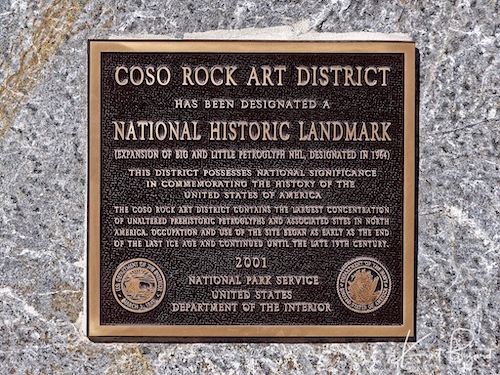 COSO ROCK ART DISTRICT
HAS BEEN DESIGNATED A
NATIONAL HISTORIC LANDMARK
(EXPANSION OF BIG AND LITTLE PETROGLYPH NHL, DESIGNATED IN 1964)
THIS DISTRICT POSSESSES NATIONAL SIGNIFICANCE
IN COMMEMORATING THE HISTORY OF THE
UNITED STATES OF AMERICA
THE COSO ROCK ART DISTRICT CONTAINS THE LARGEST CONCENTRATION
OF UNALTERED PREHISTORIC PETROGLYPHS AND ASSOCIATED SITES IN NORTH
AMERICA. OCCUPATION AND USE OF THE SITE BEGAN AS EARLY AS THE END
OF THE LAST ICE AGE AND CONTINUED UNTIL THE LATE 19TH CENTURY.
2001
NATIONAL PARK SERVICE
UNITED STATES
DEPARTMENT OF THE INTERIOR